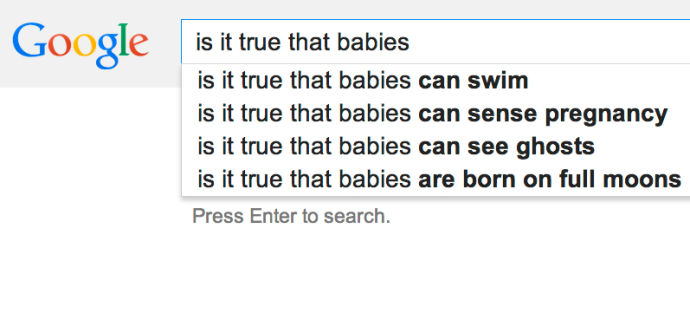 Google
is it true that babies
is it true that babies can swim
is it true that babies can sense pregnancy
is it true that babies can see ghosts
is it true that babies are born on full moons
Press Enter to search.